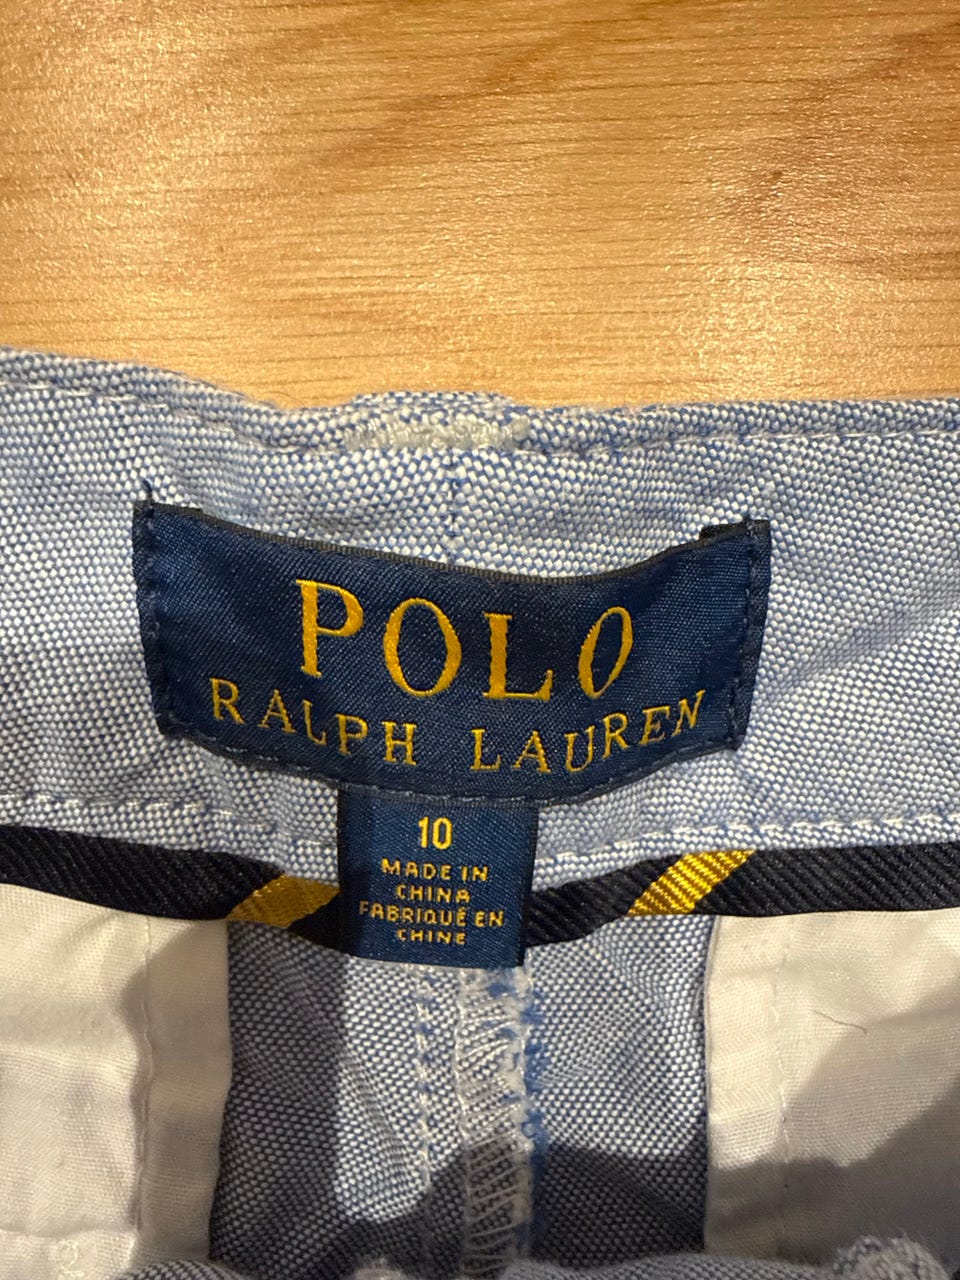 POLO
RALPH LAUREN
10
MADE IN
CHINA
FABRIQUÉ EN
CHINE